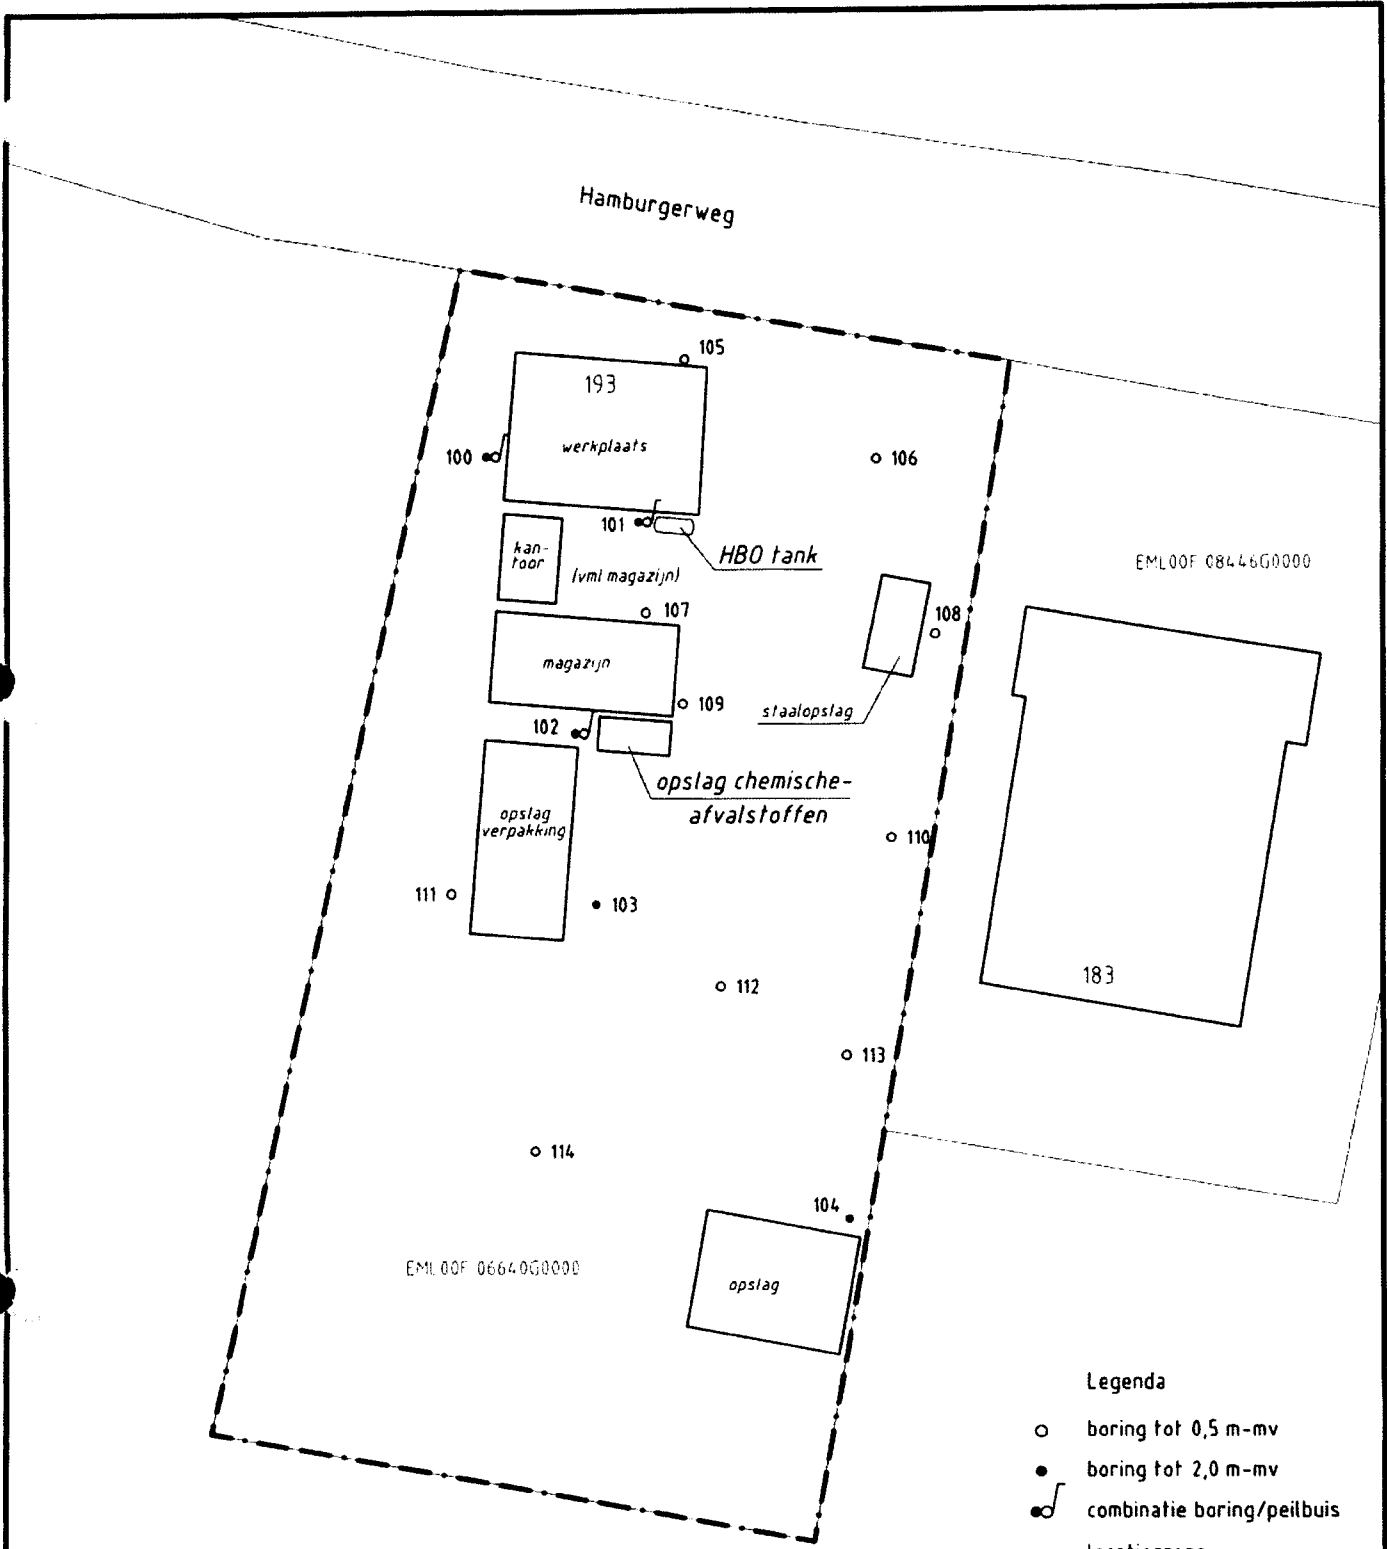 Hamburgerweg
105
193
werkplaats
100
106
101
HBO tank
EML00F 08446G0000
kan-
toor
(vml magazijn)
107
108
magazijn
109
staalopslag
102
opslag chemische-
afvalstoffen
opslag
verpakking
110
111
103
183
112
113
114
104
EML00F 06640G0000
opslag
Legenda
boring tot 0,5 m-mv
boring tot 2,0 m-mv
combinatie boring/peilbuis